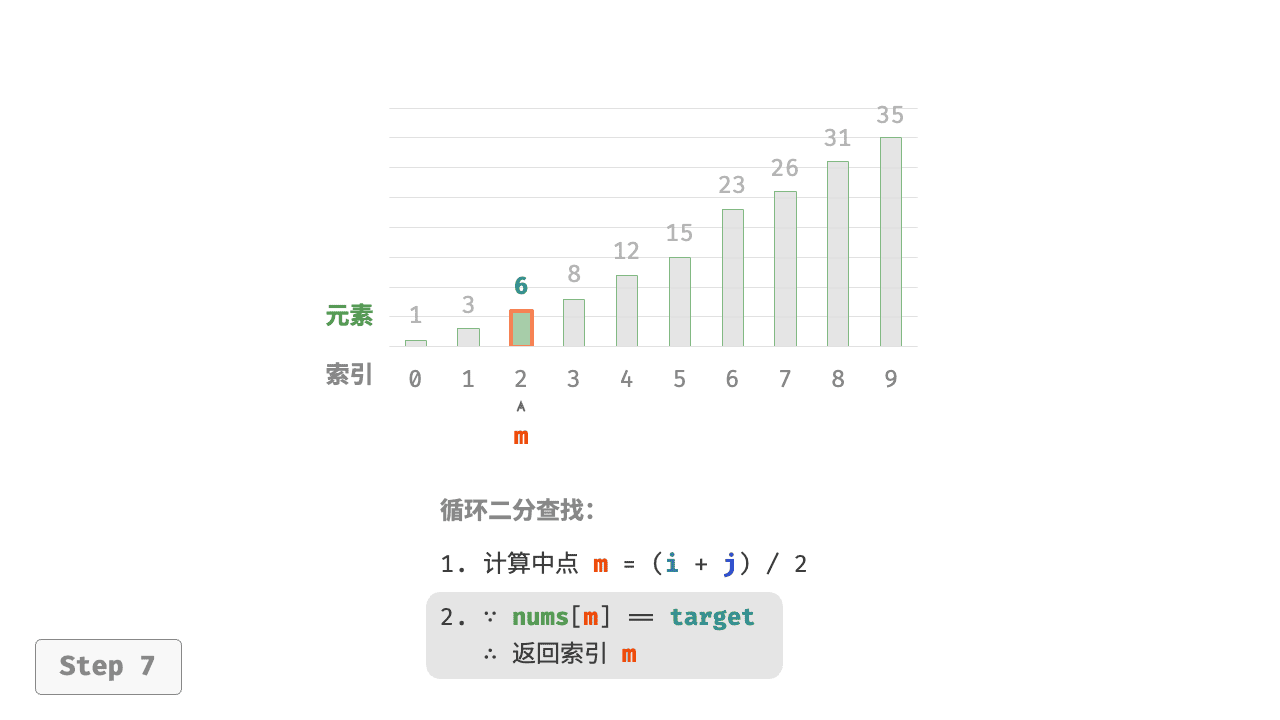 35
31
26
23
15
12
8
6
3
1
元素
索引 0 1 2 3 4 5 6 7 8 9
m
循环二分查找：
1. 计算中点 m = (i + j) / 2
2. ∵ nums[m] == target
∴ 返回索引 m
Step 7